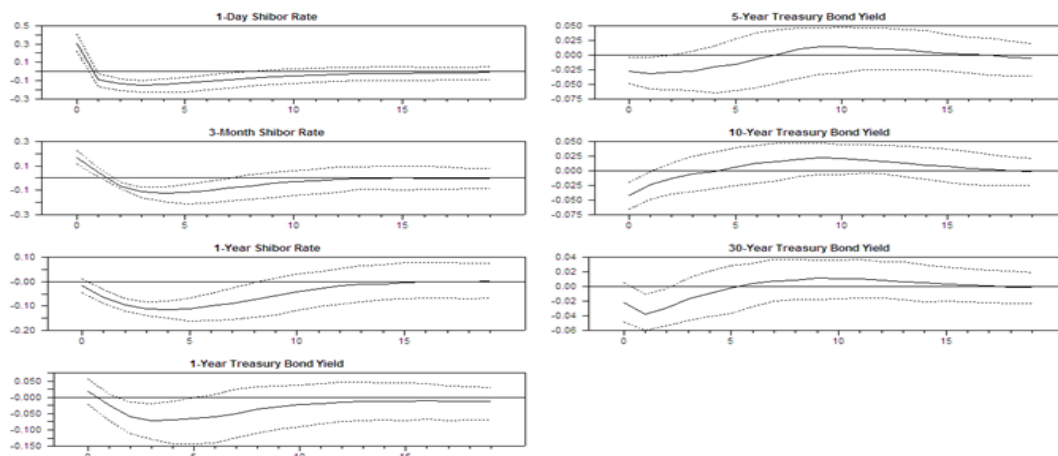 1-Day Shibor Rate
0.5
0.3
0.1
-0.1
-0.3
0 5 10 15
3-Month Shibor Rate
0.3
0.1
-0.1
-0.3
0 5 10 15
1-Year Shibor Rate
0.10
-0.00
-0.10
-0.20
0 5 10 15
1-Year Treasury Bond Yield
0.050
-0.000
-0.050
-0.100
-0.150
0 5 10 15
5-Year Treasury Bond Yield
0.050
0.025
0.000
-0.025
-0.050
-0.075
0 5 10 15
10-Year Treasury Bond Yield
0.050
0.025
0.000
-0.025
-0.050
-0.075
0 5 10 15
30-Year Treasury Bond Yield
0.04
0.02
0.00
-0.02
-0.04
-0.06
0 5 10 15